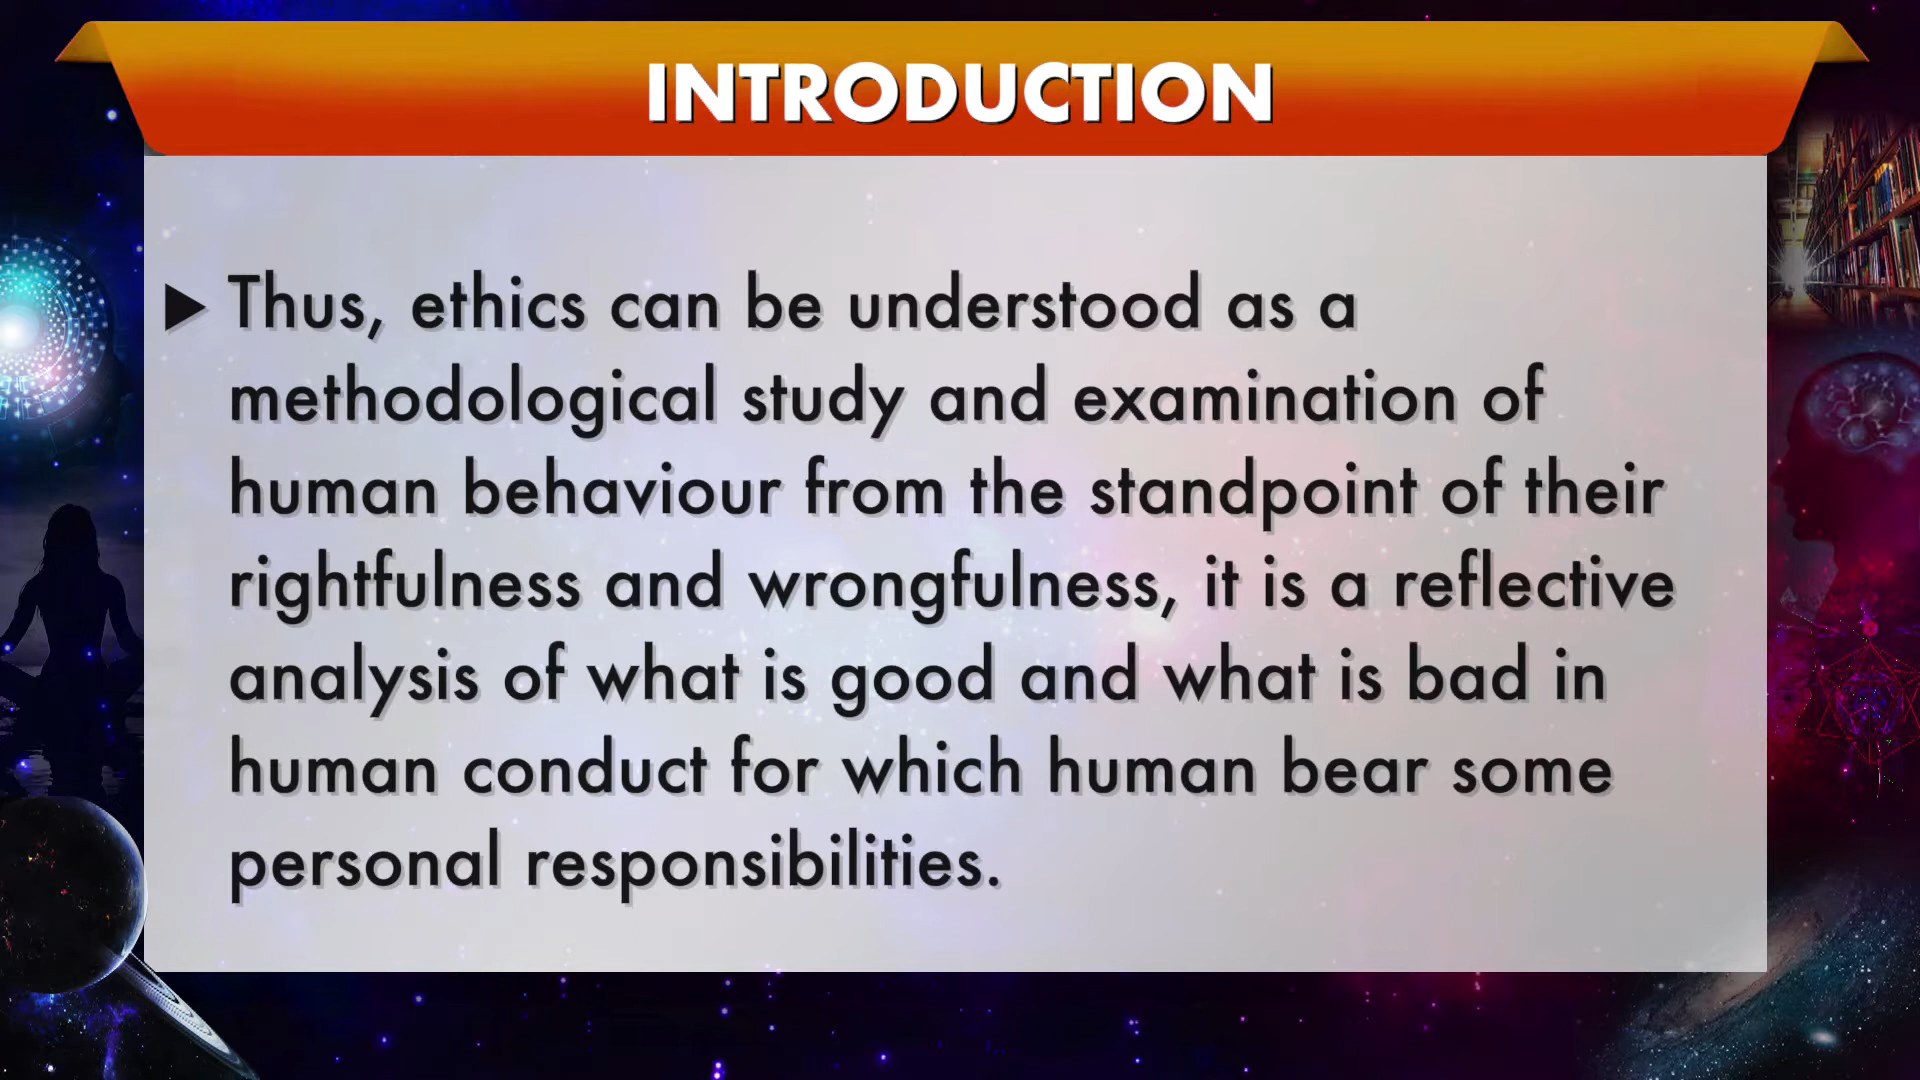 INTRODUCTION
Thus, ethics can be understood as a
methodological study and examination of
human behaviour from the standpoint of their
rightfulness and wrongfulness, it is a reflective
analysis of what is good and what is bad in
human conduct for which human bear some
personal responsibilities.